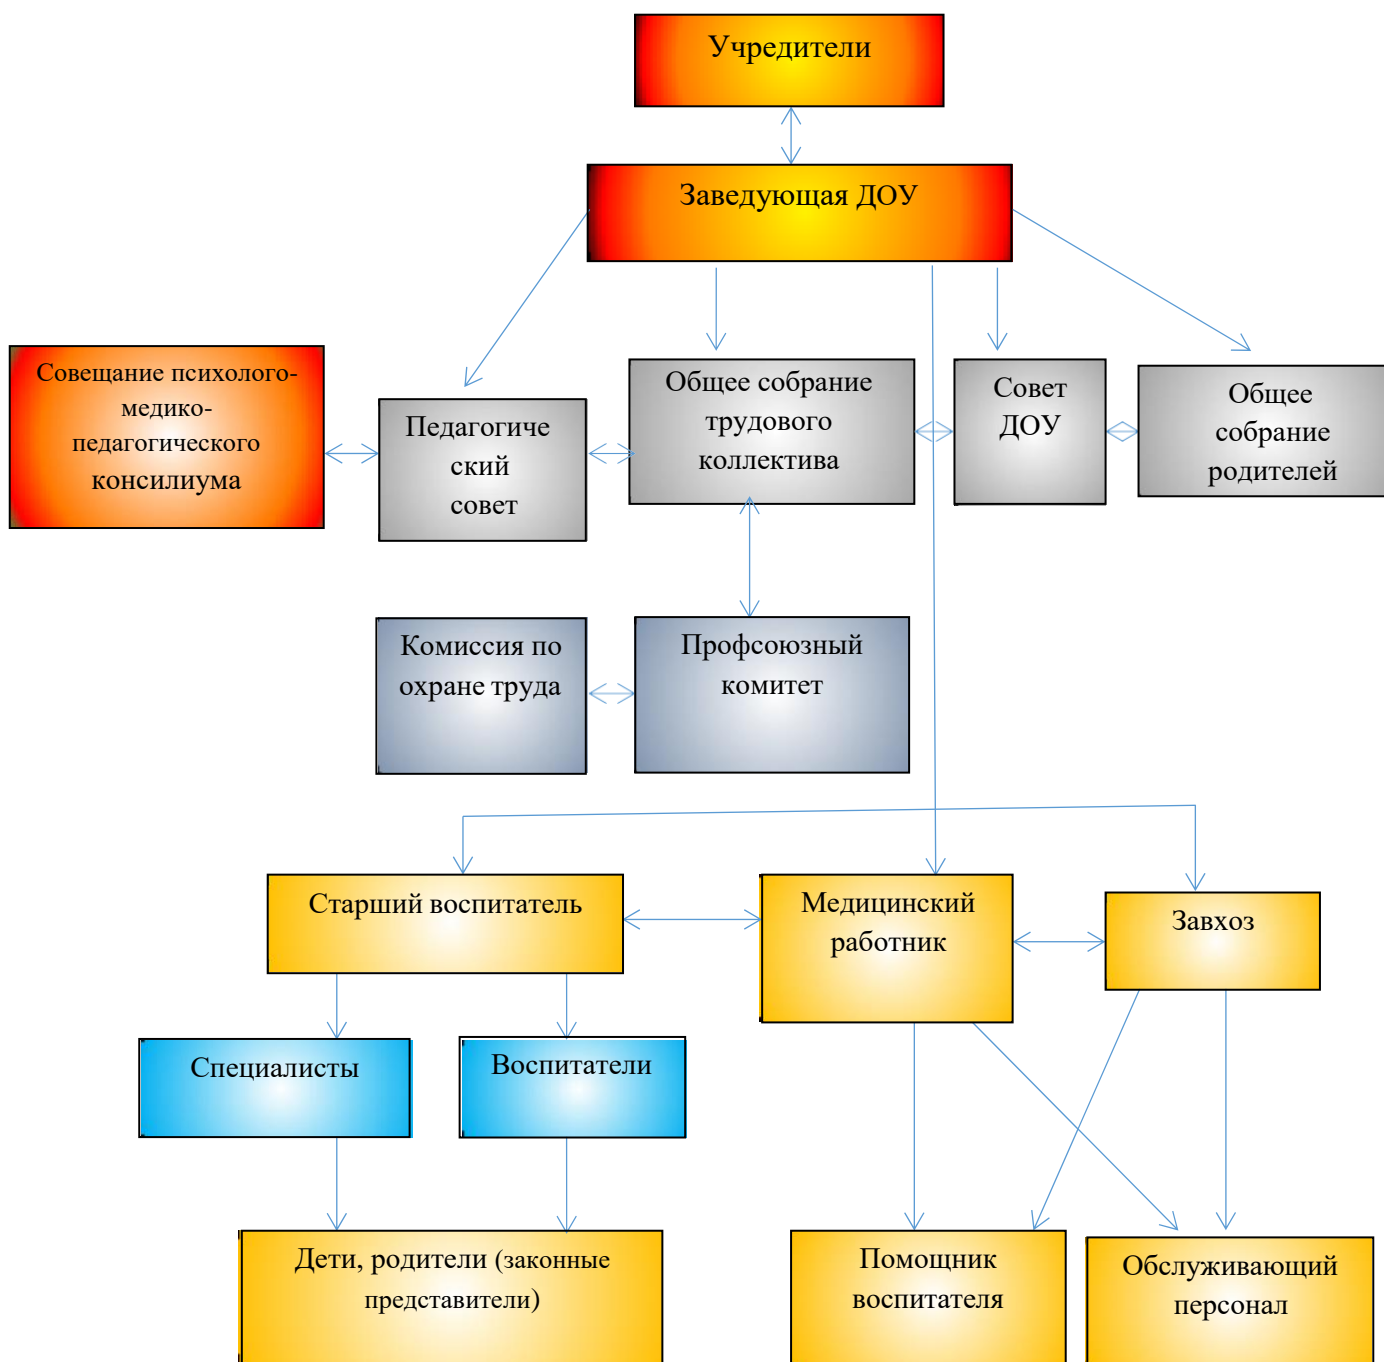 Учредители
Заведующая ДОУ
Совещание психолого-
медико-
педагогического
консилиума
Педагогиче
ский
совет
Общее собрание
трудового
коллектива
Совет
ДОУ
Общее
собрание
родителей
Комиссия по
охране труда
Профсоюзный
комитет
Старший воспитатель
Медицинский
работник
Завхоз
Специалисты
Воспитатели
Дети, родители (законные
представители)
Помощник
воспитателя
Обслуживающий
персонал